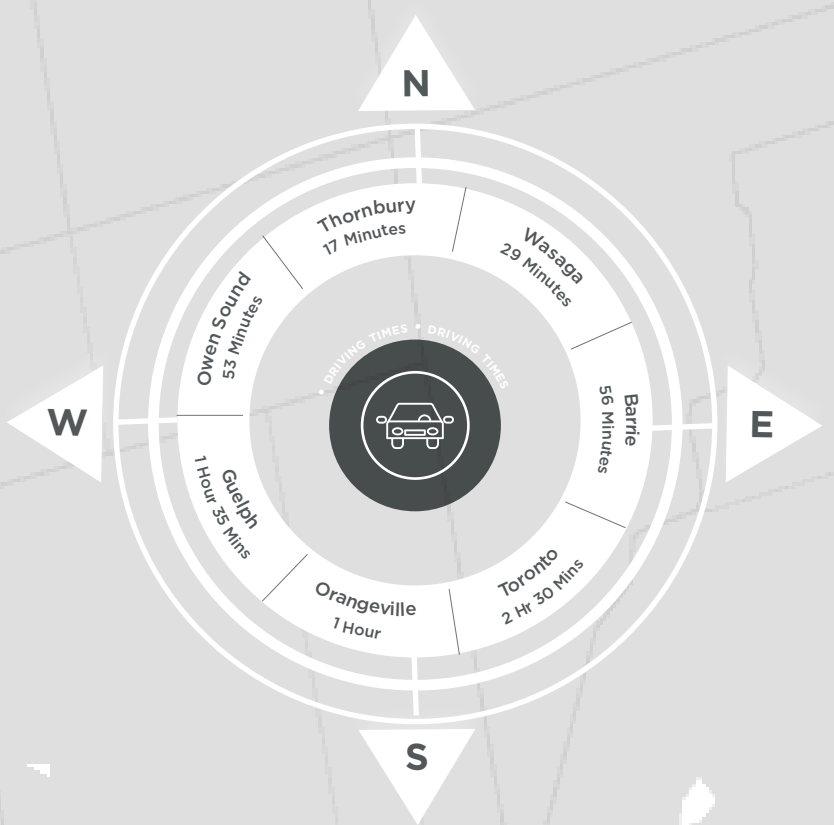 N
Thornbury
17 Minutes
Wasaga
29 Minutes
Owen Sound
53 Minutes
• DRIVING TIMES • DRIVING TIMES
Barrie
56 Minutes
W
E
Guelph
1 Hour 35 Mins
Toronto
2 Hr 30 Mins
Orangeville
1 Hour
S